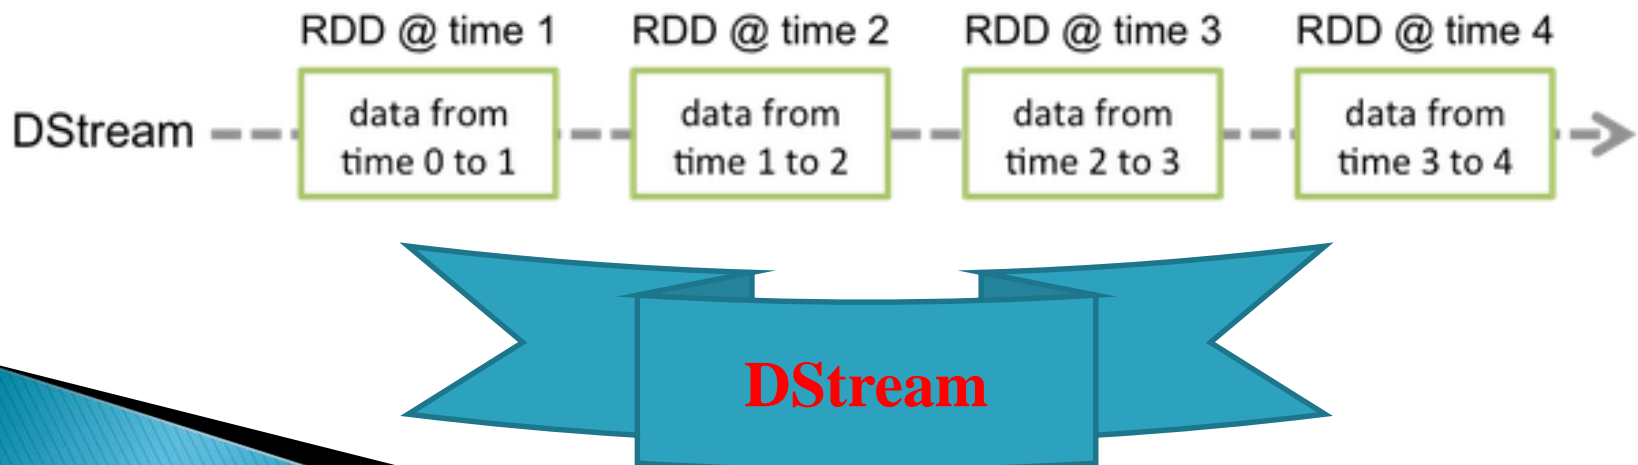 RDD @ time 1 RDD @ time 2 RDD @ time 3 RDD @ time 4
DStream
data from
time 0 to 1
data from
time 1 to 2
data from
time 2 to 3
data from
time 3 to 4
DStream